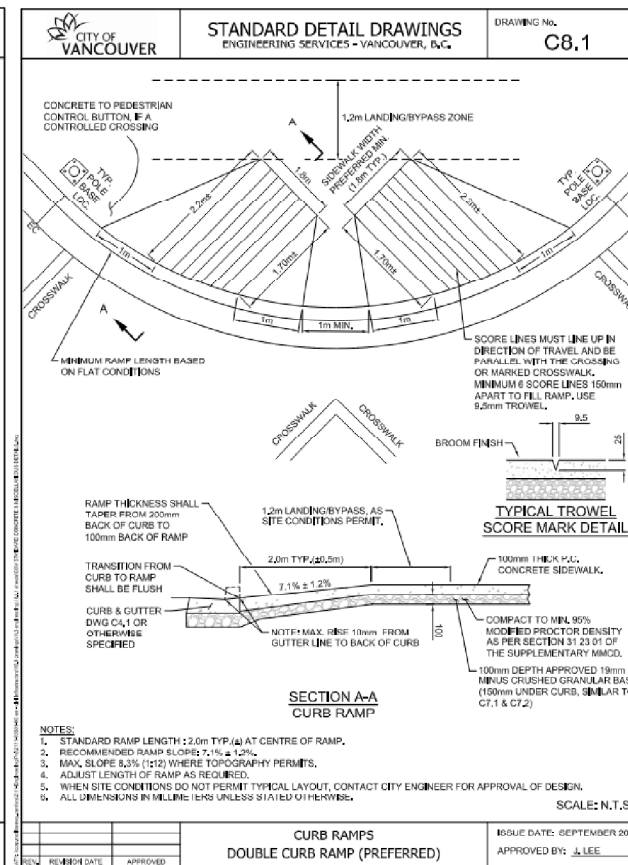 CITY OF
VANCOUVER
STANDARD DETAIL DRAWINGS
ENGINEERING SERVICES - VANCOUVER, B.C.
DRAWING No.
C8.1
CONCRETE TO PEDESTRIAN
CONTROL BUTTON, IF A
CONTROLLED CROSSING
1.2m LANDING/BYPASS ZONE
A
1.8m
SIDEWALK WIDTH
PREFERRED MIN.
(1.8m TYP.)
TYP.
POLE
BASE
LOC.
TYP.
POLE
BASE
LOC.
2.2m±
2.2m±
1.70m±
1.70m±
EC
1m
1m
1m
1m MIN.
1m
CROSSWALK
CROSSWALK
A
MINIMUM RAMP LENGTH BASED
ON FLAT CONDITIONS
SCORE LINES MUST LINE UP IN
DIRECTION OF TRAVEL AND BE
PARALLEL WITH THE CROSSING
OR MARKED CROSSWALK.
MINIMUM 6 SCORE LINES 150mm
APART TO FILL RAMP. USE
9.5mm TROWEL.
CROSSWALK
CROSSWALK
BROOM FINISH
9.5
25
TYPICAL TROWEL
SCORE MARK DETAIL
RAMP THICKNESS SHALL
TAPER FROM 200mm
BACK OF CURB TO
100mm BACK OF RAMP
1.2m LANDING/BYPASS, AS
SITE CONDITIONS PERMIT.
2.0m TYP.(±0.5m)
7.1% ± 1.2%
TRANSITION FROM
CURB TO RAMP
SHALL BE FLUSH
100mm THICK P.C.
CONCRETE SIDEWALK.
CURB & GUTTER
DWG C4.1 OR
OTHERWISE
SPECIFIED
NOTE: MAX. RISE 10mm FROM
GUTTER LINE TO BACK OF CURB
100
COMPACT TO MIN. 95%
MODIFIED PROCTOR DENSITY
AS PER SECTION 31 23 01 OF
THE SUPPLEMENTARY MMCD.
100mm DEPTH APPROVED 19mm
MINUS CRUSHED GRANULAR BAS
(150mm UNDER CURB, SIMILAR TO
C7.1 & C7.2)
SECTION A-A
CURB RAMP
NOTES:
1. STANDARD RAMP LENGTH : 2.0m TYP.(±) AT CENTRE OF RAMP.
2. RECOMMENDED RAMP SLOPE: 7.1% ± 1.2%.
3. MAX. SLOPE 8.3% (1:12) WHERE TOPOGRAPHY PERMITS.
4. ADJUST LENGTH OF RAMP AS REQUIRED.
5. WHEN SITE CONDITIONS DO NOT PERMIT TYPICAL LAYOUT, CONTACT CITY ENGINEER FOR APPROVAL OF DESIGN.
6. ALL DIMENSIONS IN MILLIMETERS UNLESS STATED OTHERWISE.
SCALE: N.T.S
REV. REVISION DATE APPROVED
CURB RAMPS
DOUBLE CURB RAMP (PREFERRED)
ISSUE DATE: SEPTEMBER 20
APPROVED BY: J. LEE